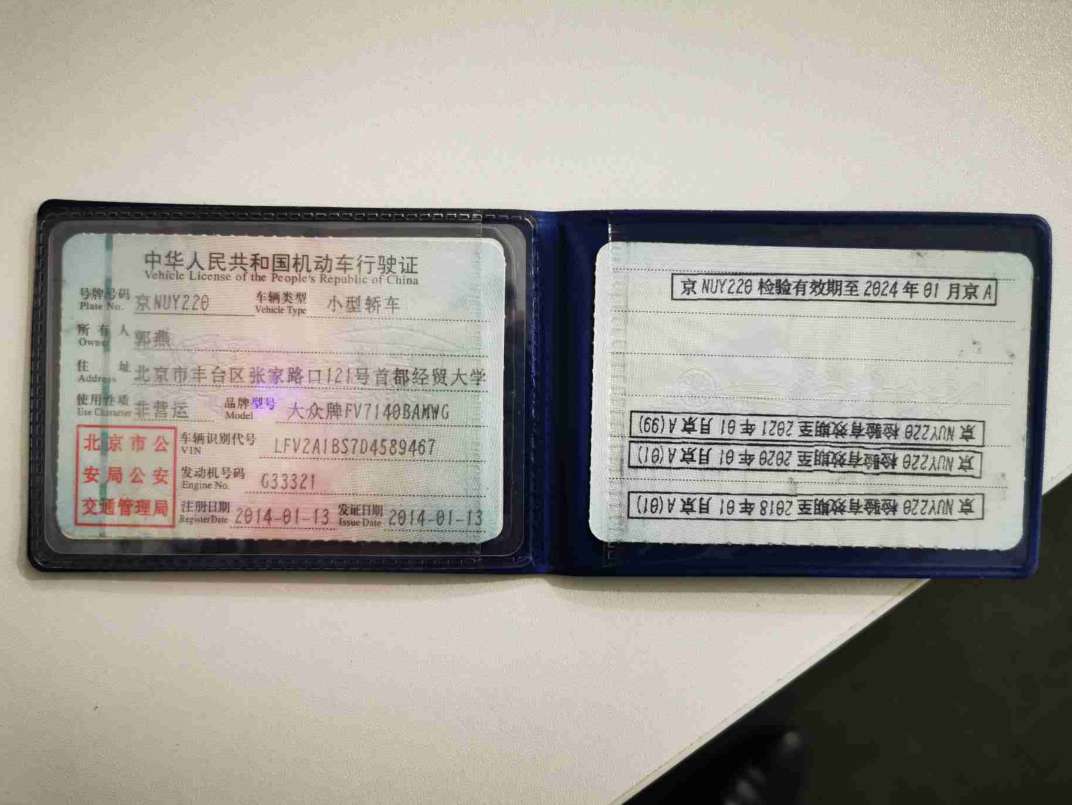 中华人民共和国机动车行驶证
Vehicle License of the People's Republic of China
号牌号码 京NUY220 车辆类型 小型轿车
Plate No. Vehicle Type
所有人 郭燕
Owner
住址 北京市丰台区张家路口121号首都经贸大学
Address
使用性质 非营运 品牌型号 大众牌FV7140BAMWG
Use Character Model
北京市公安局公安交通管理局
车辆识别代号 LFV2A1BS7D4589467
VIN
发动机号码 G33321
Engine No.
注册日期 2014-01-13 发证日期 2014-01-13
Register Date Issue Date
京NUY220 检验有效期至2024年01月京A
京NUY220 检验有效期至2021年01月京A(99)
京NUY220 检验有效期至2020年01月京A(01)
京NUY220 检验有效期至2018年01月京A(01)